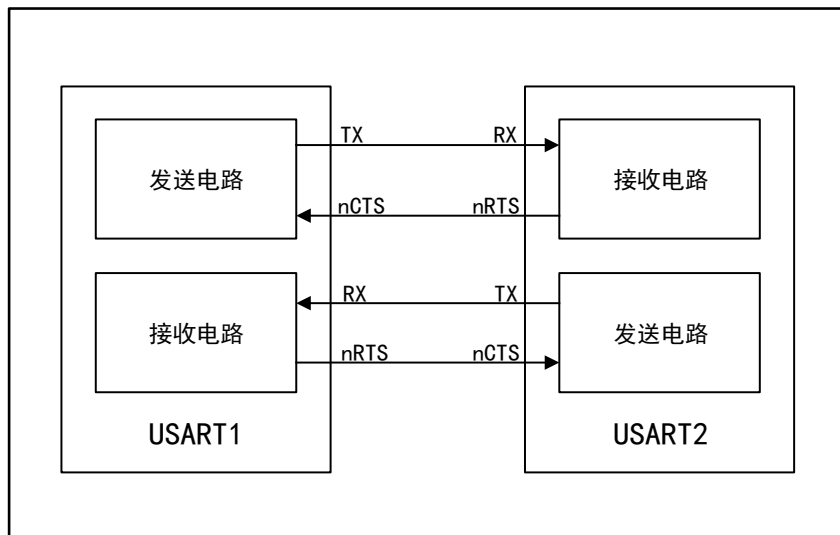 TX RX
发送电路 接收电路
nCTS nRTS
RX TX
接收电路 发送电路
nRTS nCTS
USART1 USART2